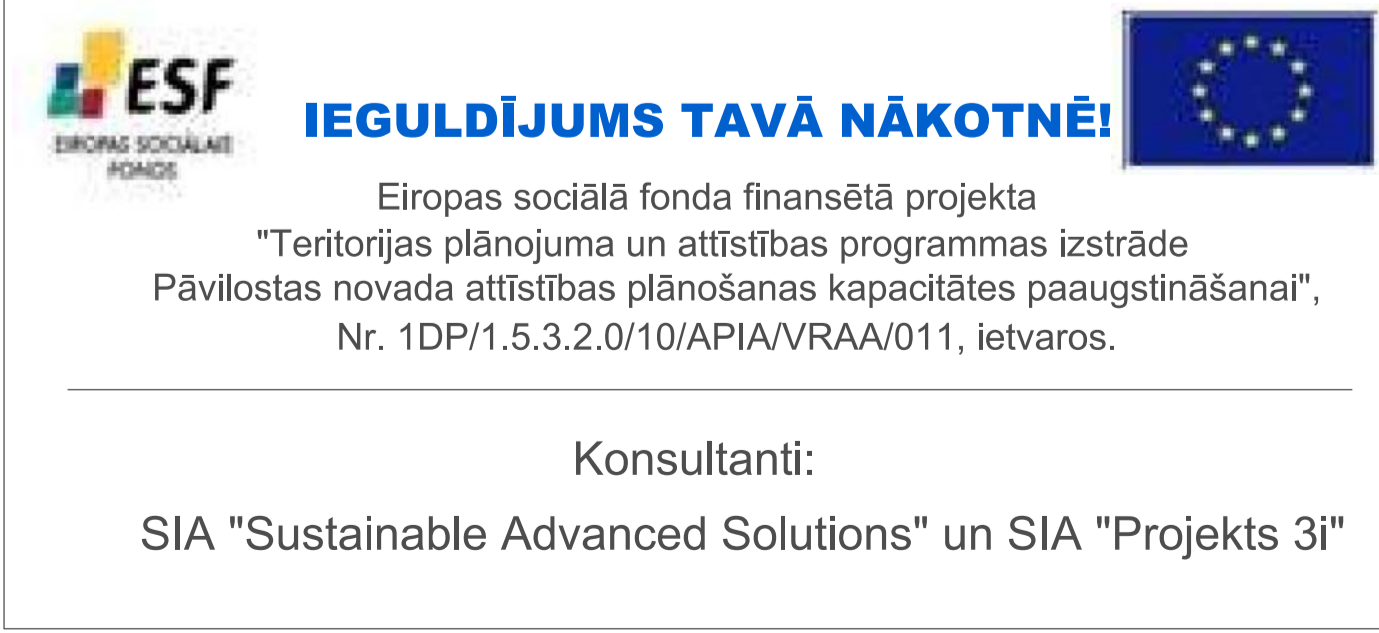 ESF
EIROPAS SOCIĀLAIS
FONDS
IEGULDĪJUMS TAVĀ NĀKOTNĒ!
Eiropas sociālā fonda finansētā projekta
"Teritorijas plānojuma un attīstības programmas izstrāde
Pāvilostas novada attīstības plānošanas kapacitātes paaugstināšanai",
Nr. 1DP/1.5.3.2.0/10/APIA/VRAA/011, ietvaros.
Konsultanti:
SIA "Sustainable Advanced Solutions" un SIA "Projekts 3i"